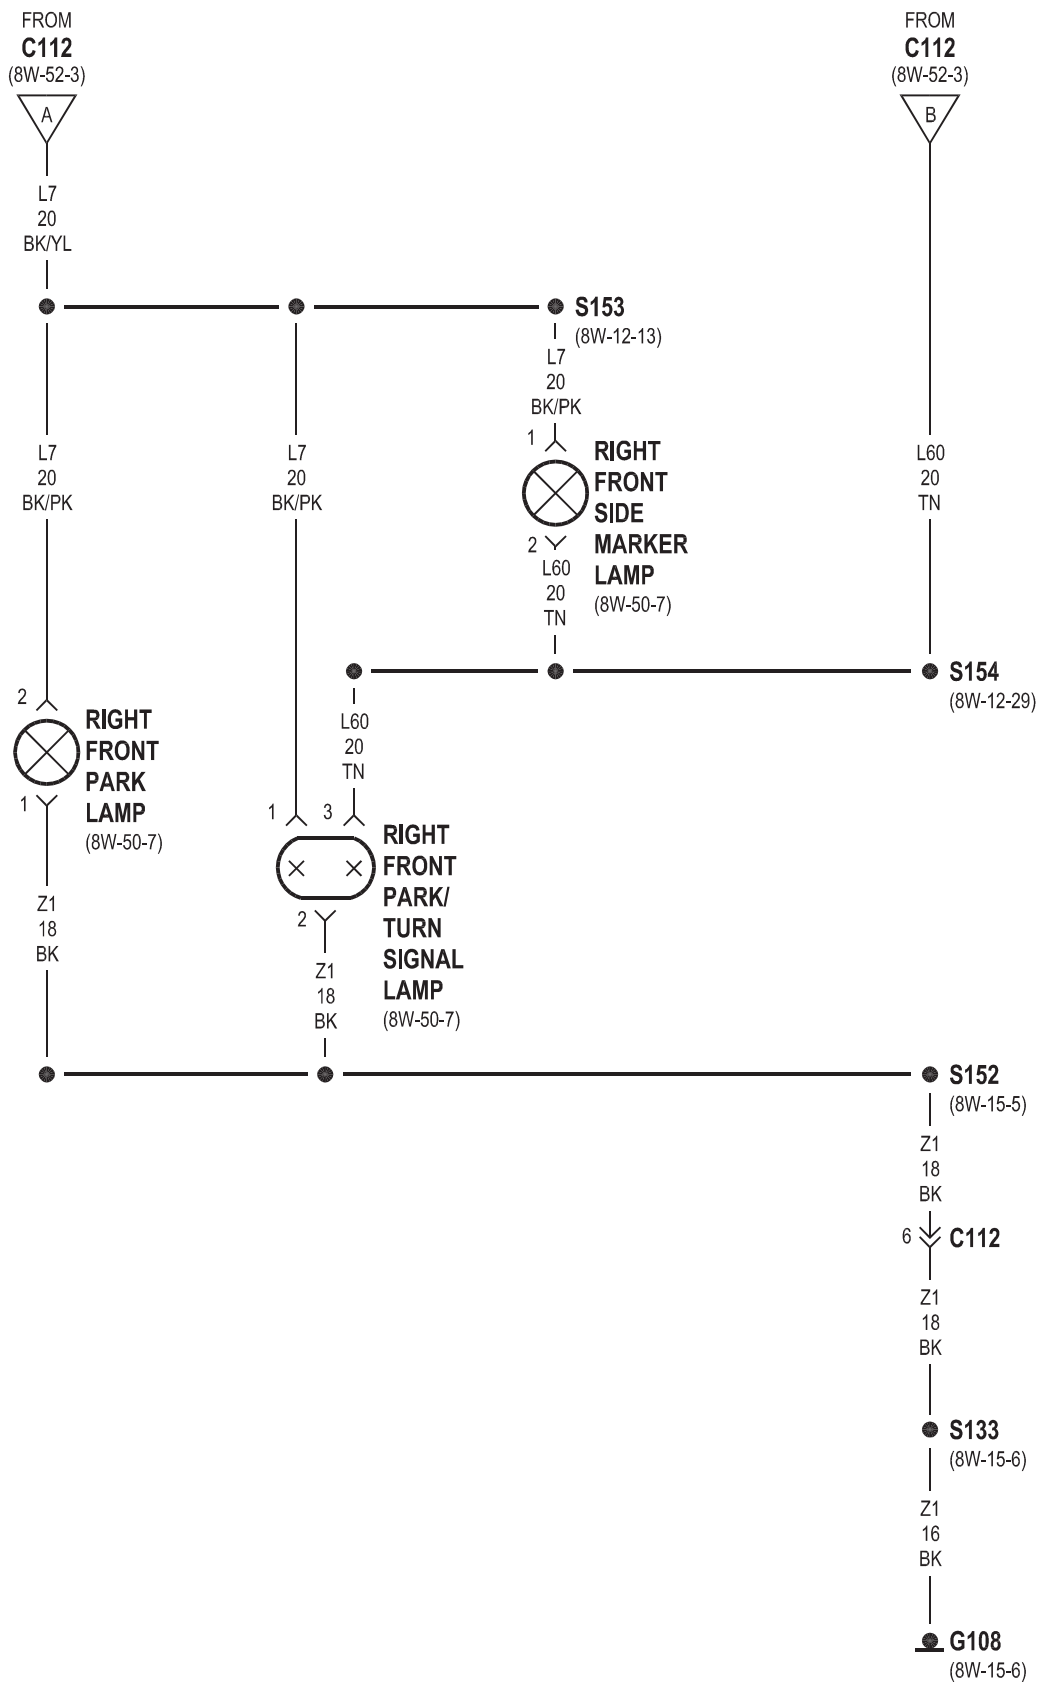 FROM
C112
(8W-52-3)
A
FROM
C112
(8W-52-3)
B
L7
20
BK/YL
S153
(8W-12-13)
L7
20
BK/PK
1
RIGHT
FRONT
SIDE
MARKER
LAMP
(8W-50-7)
2
L60
20
TN
L7
20
BK/PK
L7
20
BK/PK
L60
20
TN
S154
(8W-12-29)
2
RIGHT
FRONT
PARK
LAMP
(8W-50-7)
1
L60
20
TN
1
3
RIGHT
FRONT
PARK/
TURN
SIGNAL
LAMP
(8W-50-7)
2
Z1
18
BK
Z1
18
BK
S152
(8W-15-5)
Z1
18
BK
6
C112
Z1
18
BK
S133
(8W-15-6)
Z1
16
BK
G108
(8W-15-6)